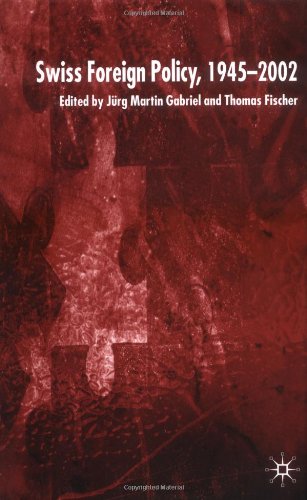 Swiss Foreign Policy, 1945–2002
Edited by Jürg Martin Gabriel and Thomas Fischer